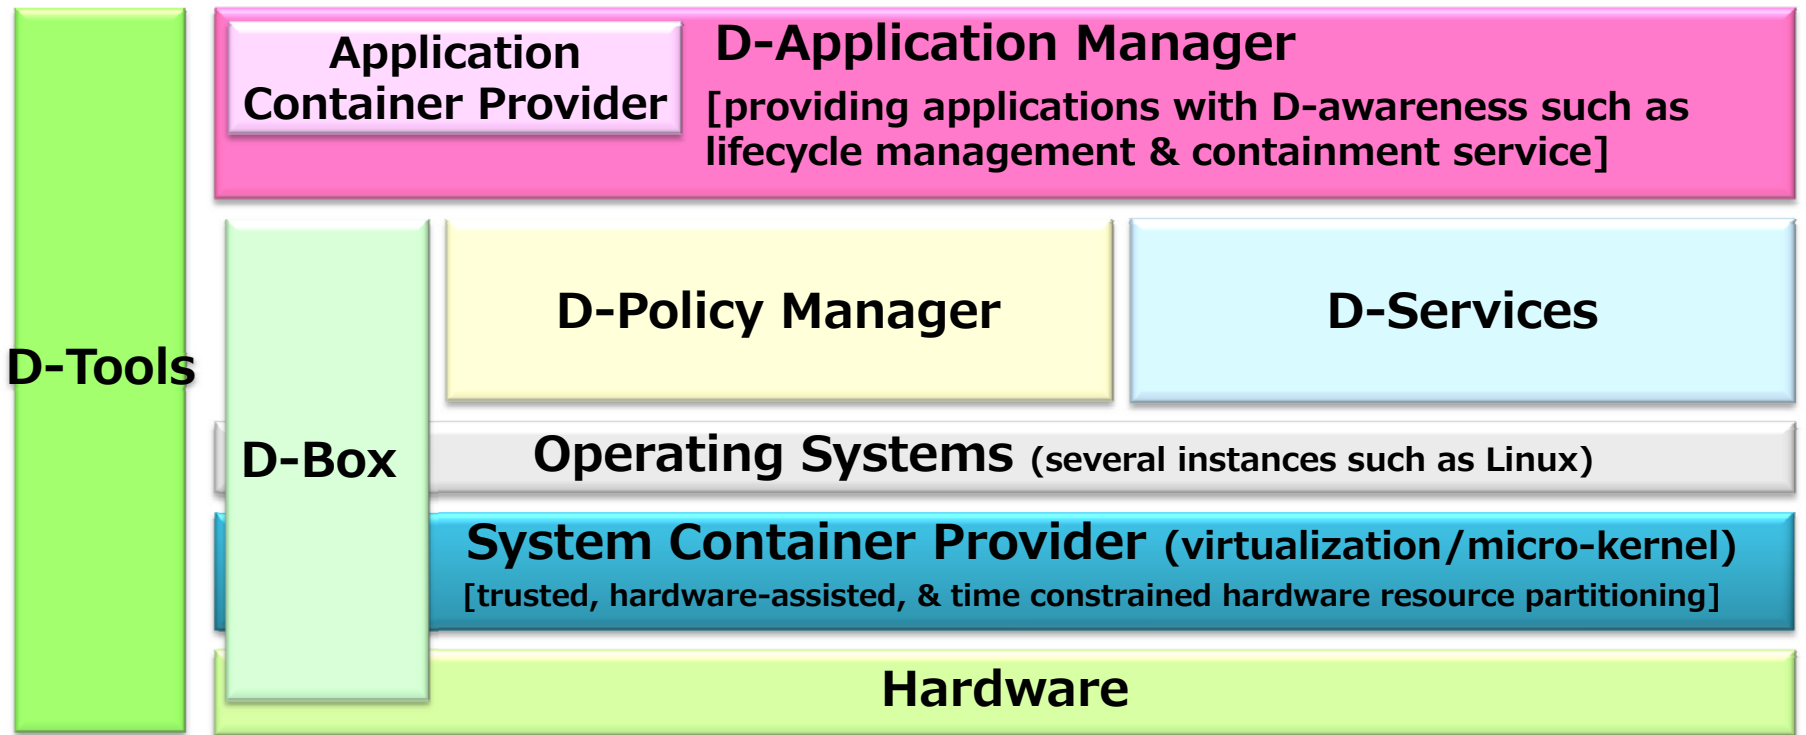 D-Tools
Application
Container Provider
D-Application Manager
[providing applications with D-awareness such as
lifecycle management & containment service]
D-Box
D-Policy Manager
D-Services
Operating Systems (several instances such as Linux)
System Container Provider (virtualization/micro-kernel)
[trusted, hardware-assisted, & time constrained hardware resource partitioning]
Hardware